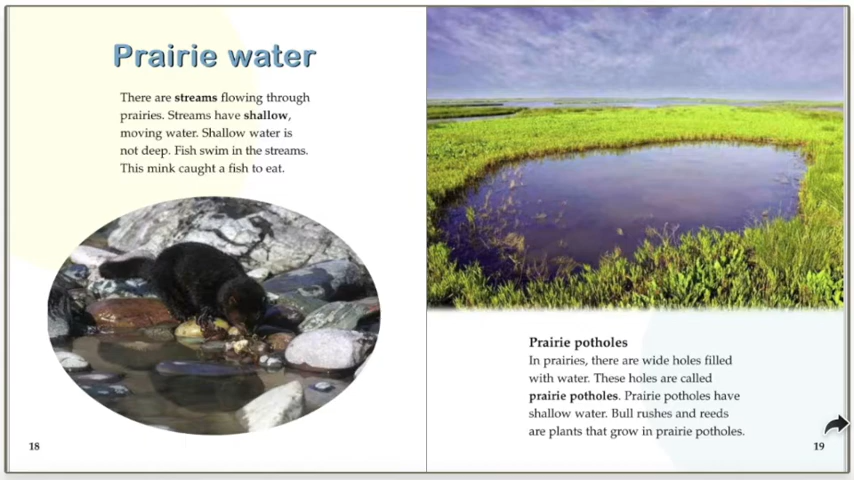 Prairie water
There are streams flowing through
prairies. Streams have shallow,
moving water. Shallow water is
not deep. Fish swim in the streams.
This mink caught a fish to eat.
18
Prairie potholes
In prairies, there are wide holes filled
with water. These holes are called
prairie potholes. Prairie potholes have
shallow water. Bull rushes and reeds
are plants that grow in prairie potholes.
19